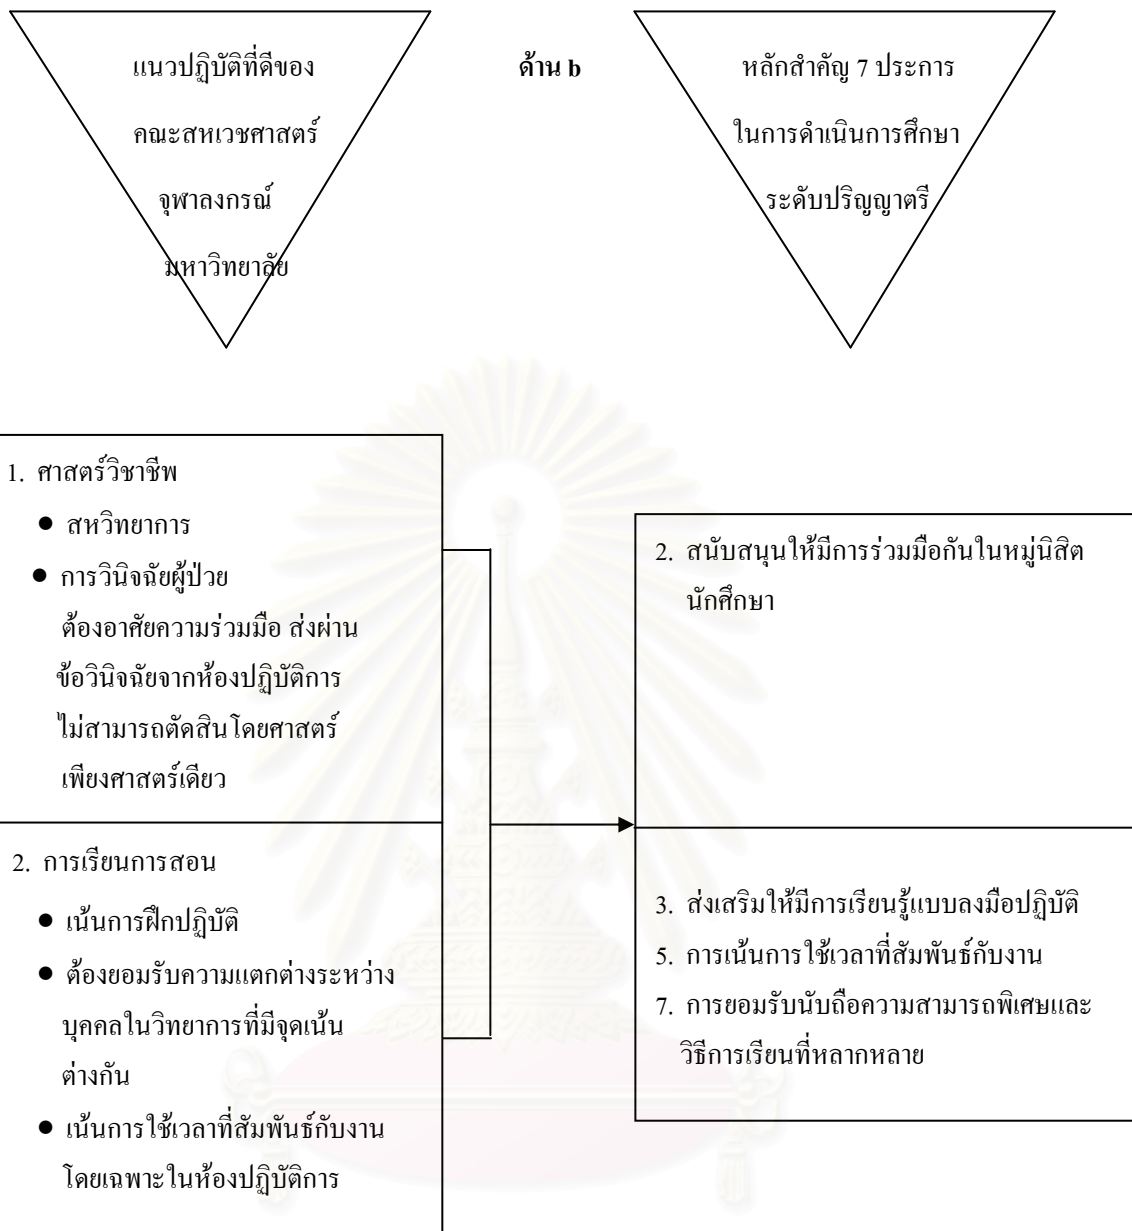 แนวปฏิบัติที่ดีของ
คณะสหเวชศาสตร์
จุฬาลงกรณ์
มหาวิทยาลัย
ด้าน b
หลักสำคัญ 7 ประการ
ในการดำเนินการศึกษา
ระดับปริญญาตรี
1. ศาสตร์วิชาชีพ
● สหวิทยาการ
● การวินิจฉัยผู้ป่วย
ต้องอาศัยความร่วมมือ ส่งผ่าน
ข้อวินิจฉัยจากห้องปฏิบัติการ
ไม่สามารถตัดสินโดยศาสตร์
เพียงศาสตร์เดียว
2. การเรียนการสอน
● เน้นการฝึกปฏิบัติ
● ต้องยอมรับความแตกต่างระหว่าง
บุคคลในวิทยาการที่มีจุดเน้น
ต่างกัน
● เน้นการใช้เวลาที่สัมพันธ์กับงาน
โดยเฉพาะในห้องปฏิบัติการ
2. สนับสนุนให้มีการร่วมมือกันในหมู่นิสิต
นักศึกษา
3. ส่งเสริมให้มีการเรียนรู้แบบลงมือปฏิบัติ
5. การเน้นการใช้เวลาที่สัมพันธ์กับงาน
7. การยอมรับนับถือความสามารถพิเศษและ
วิธีการเรียนที่หลากหลาย